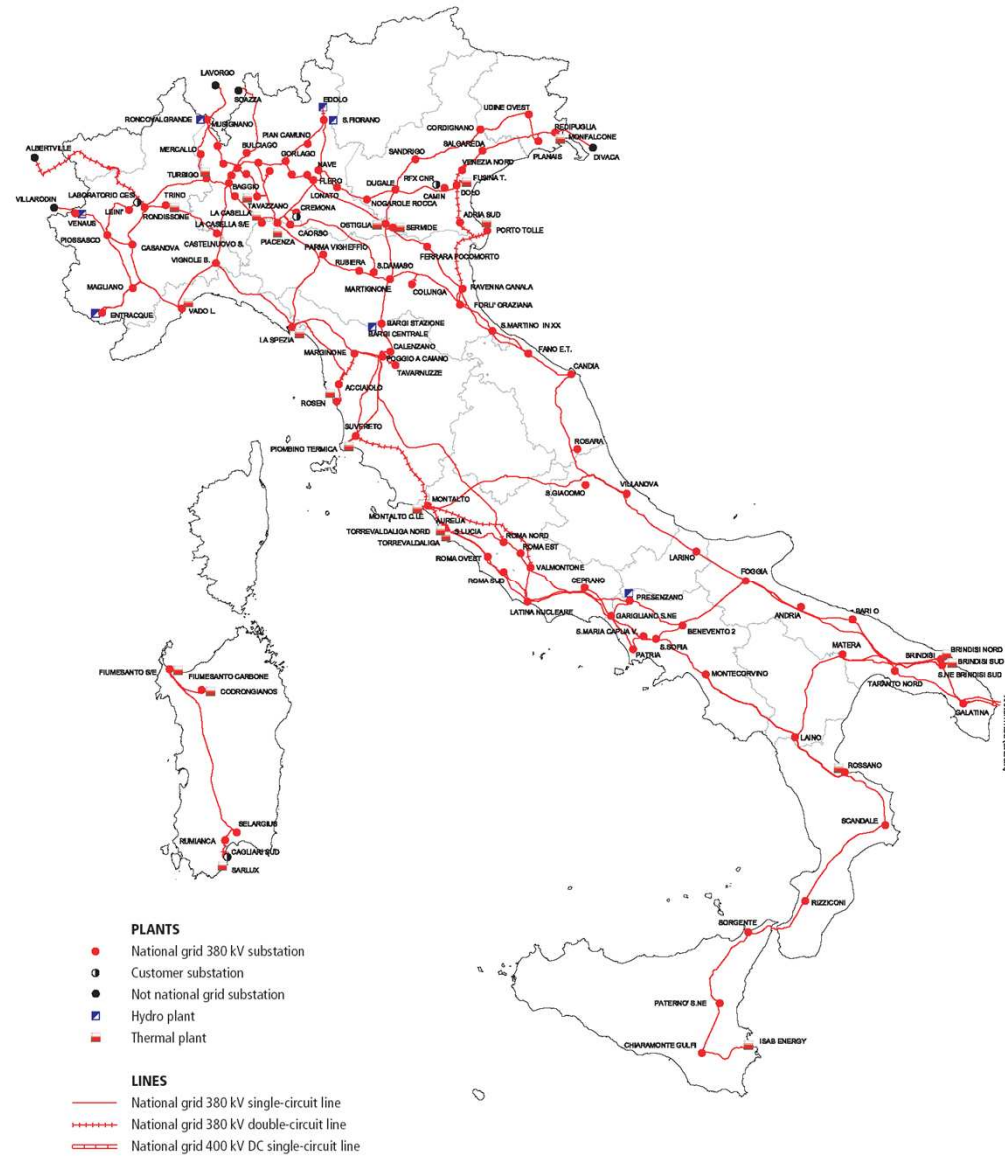 LAVORGO
SOAZZA
EDOLO
UDINE OVEST
RONCOVALGRANDE
MUSIGNANO
S.FIORANO
CORDIGNANO
REDIPUGLIA
MONFALCONE
PIAN CAMUNO
SALGAREDA
ALBERTVILLE
MERCALLO
BULCIAGO
GORLAGO
SANDRIGO
PLANAIS
DIVACA
VENEZIA NORD
NAVE
TURBIGO
FLERO
RFX CNR
FUSINA T.
LABORATORIO CESI
BAGGIO
DUGALE
CAMIN
DOLO
VILLARODIN
TRINO
TAVAZZANO
LONATO
LEINI'
RONDISSONE
LA CASELLA
CREMONA
NOGAROLE ROCCA
VENAUS
LA CASELLA S/E
CAORSO
OSTIGLIA
SERMIDE
ADRIA SUD
PORTO TOLLE
PIOSSASCO
CASANOVA
CASTELNUOVO S.
PIACENZA
PARMA VIGHEFFIO
FERRARA FOCOMORTO
VIGNOLE B.
RUBIERA
S.DAMASO
MAGLIANO
MARTIGNONE
COLUNGA
RAVENNA CANALA
ENTRACQUE
VADO L.
FORLI' ORAZIANA
BARGI STAZIONE
BARGI CENTRALE
S.MARTINO IN XX
LA SPEZIA
CALENZANO
MARGINONE
POGGIO A CAIANO
FANO E.T.
TAVARNUZZE
CANDIA
ACCIAIOLO
ROSEN
SUVERETO
ROSARA
PIOMBINO TERMICA
S.GIACOMO
VILLANOVA
MONTALTO
MONTALTO C.LE
AURELIA
TORREVALDALIGA NORD
S.LUCIA
ROMA NORD
TORREVALDALIGA
ROMA EST
ROMA OVEST
VALMONTONE
LARINO
FOGGIA
ROMA SUD
CEPRANO
PRESENZANO
LATINA NUCLEARE
GARIGLIANO S.NE
ANDRIA
BARI O
S.MARIA CAPUA V.
BENEVENTO 2
S.SOFIA
PATRIA
MATERA
BRINDISI
BRINDISI NORD
BRINDISI SUD
S.NE BRINDISI SUD
FIUMESANTO S/E
FIUMESANTO CARBONE
CODRONGIANOS
MONTECORVINO
TARANTO NORD
GALATINA
LAINO
ROSSANO
SCANDALE
SELARGIUS
RUMIANCA
CAGLIARI SUD
SARLUX
RIZZICONI
SORGENTE
PATERNO' S.NE
CHIARAMONTE GULFI
ISAB ENERGY
PLANTS
National grid 380 kV substation
Customer substation
Not national grid substation
Hydro plant
Thermal plant
LINES
National grid 380 kV single-circuit line
National grid 380 kV double-circuit line
National grid 400 kV DC single-circuit line